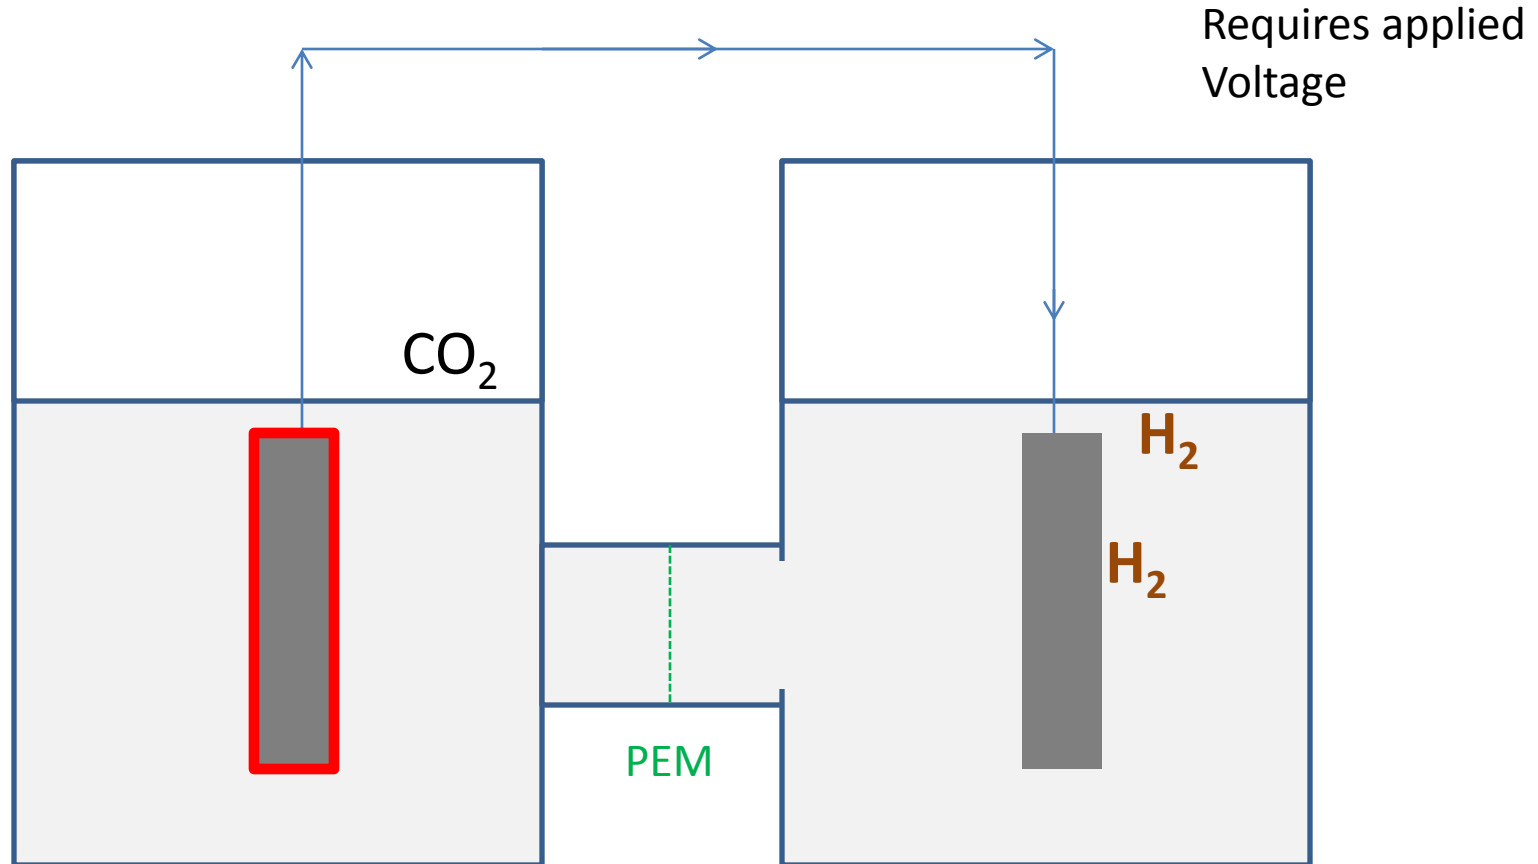 Requires applied
Voltage
CO₂
H₂
H₂
PEM